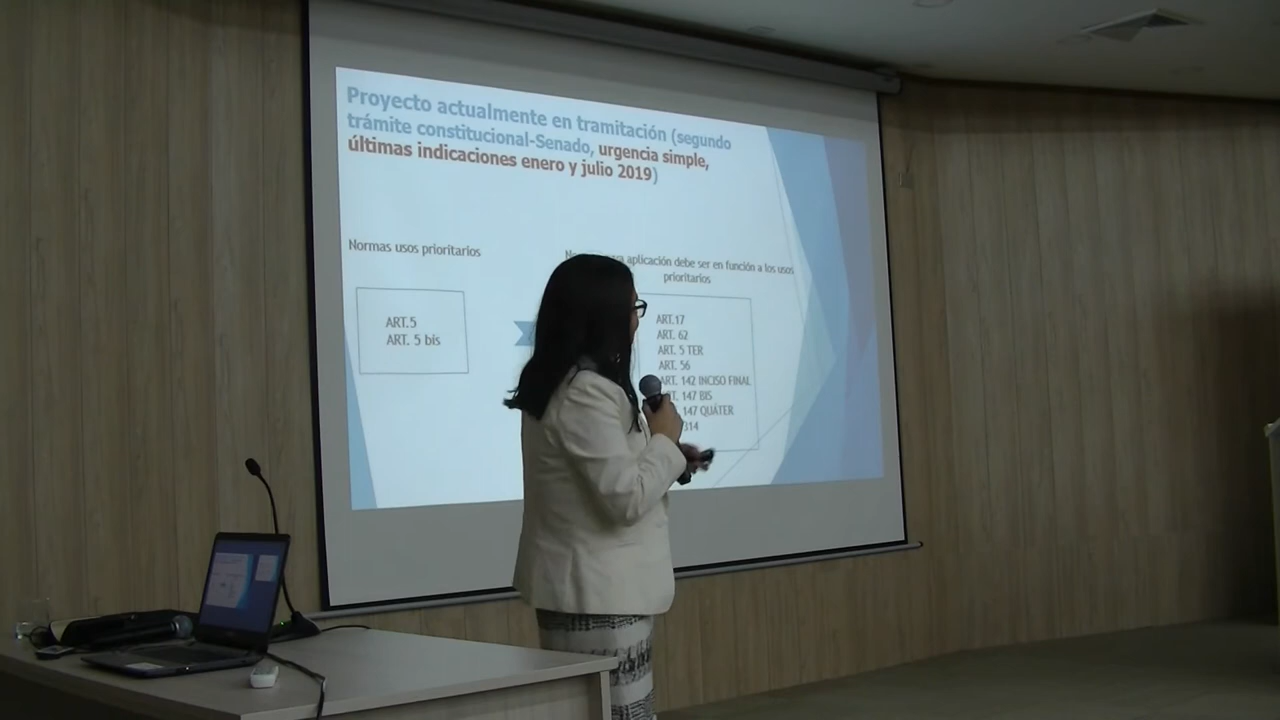 Proyecto actualmente en tramitación (segundo
trámite constitucional-Senado, urgencia simple,
últimas indicaciones enero y julio 2019)
Normas usos prioritarios
aplicación debe ser en función a los usos
prioritarios
ART.5
ART. 5 bis
ART.17
ART. 62
ART. 5 TER
ART. 56
ART. 142 INCISO FINAL
147 BIS
147 QUÁTER
314